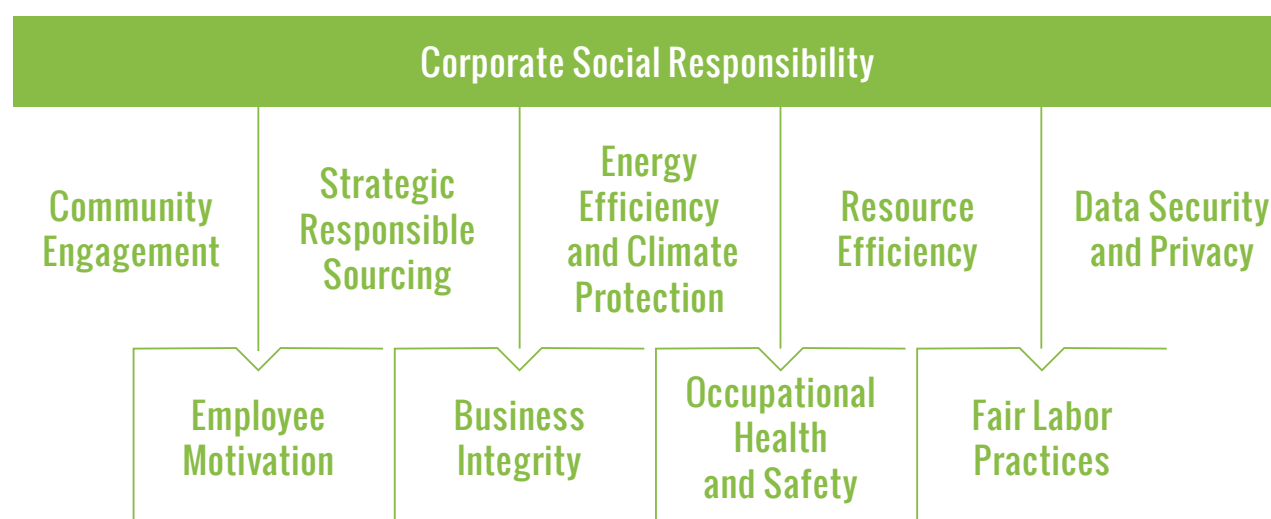 Corporate Social Responsibility
Community
Engagement
Strategic
Responsible
Sourcing
Energy
Efficiency
and Climate
Protection
Resource
Efficiency
Data Security
and Privacy
Employee
Motivation
Business
Integrity
Occupational
Health
and Safety
Fair Labor
Practices